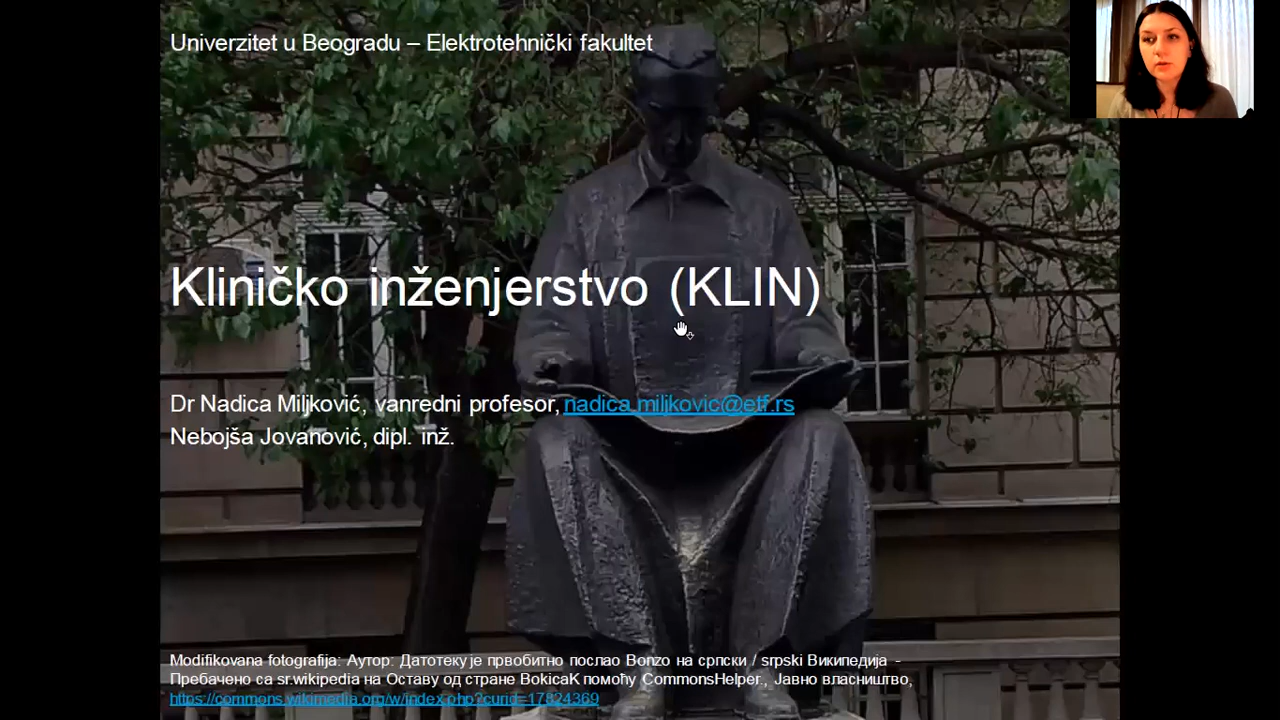 Univerzitet u Beogradu – Elektrotehnički fakultet
Kliničko inženjerstvo (KLIN)
Dr Nadica Miljković, vanredni profesor, nadica.miljkovic@etf.rs
Nebojša Jovanović, dipl. inž.
Modifikovana fotografija: Аутор: Датотеку је првобитно послао Bonzo на српски / srpski Википедија -
Пребачено са sr.wikipedia на Оставу од стране BokicaK помоћу CommonsHelper., Јавно власништво,
https://commons.wikimedia.org/w/index.php?curid=17824369